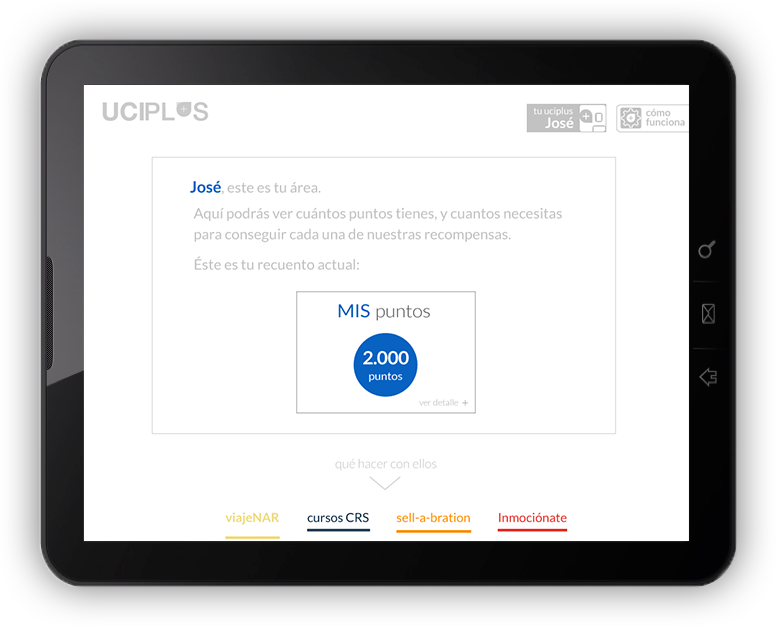 UCIPLUS
tu uciplus
José
cómo
funciona
José, este es tu área.
Aquí podrás ver cuántos puntos tienes, y cuantos necesitas
para conseguir cada una de nuestras recompensas.
Éste es tu recuento actual:
MIS puntos
2.000
puntos
ver detalle +
qué hacer con ellos
viajeNAR
cursos CRS
sell-a-bration
Inmociónate